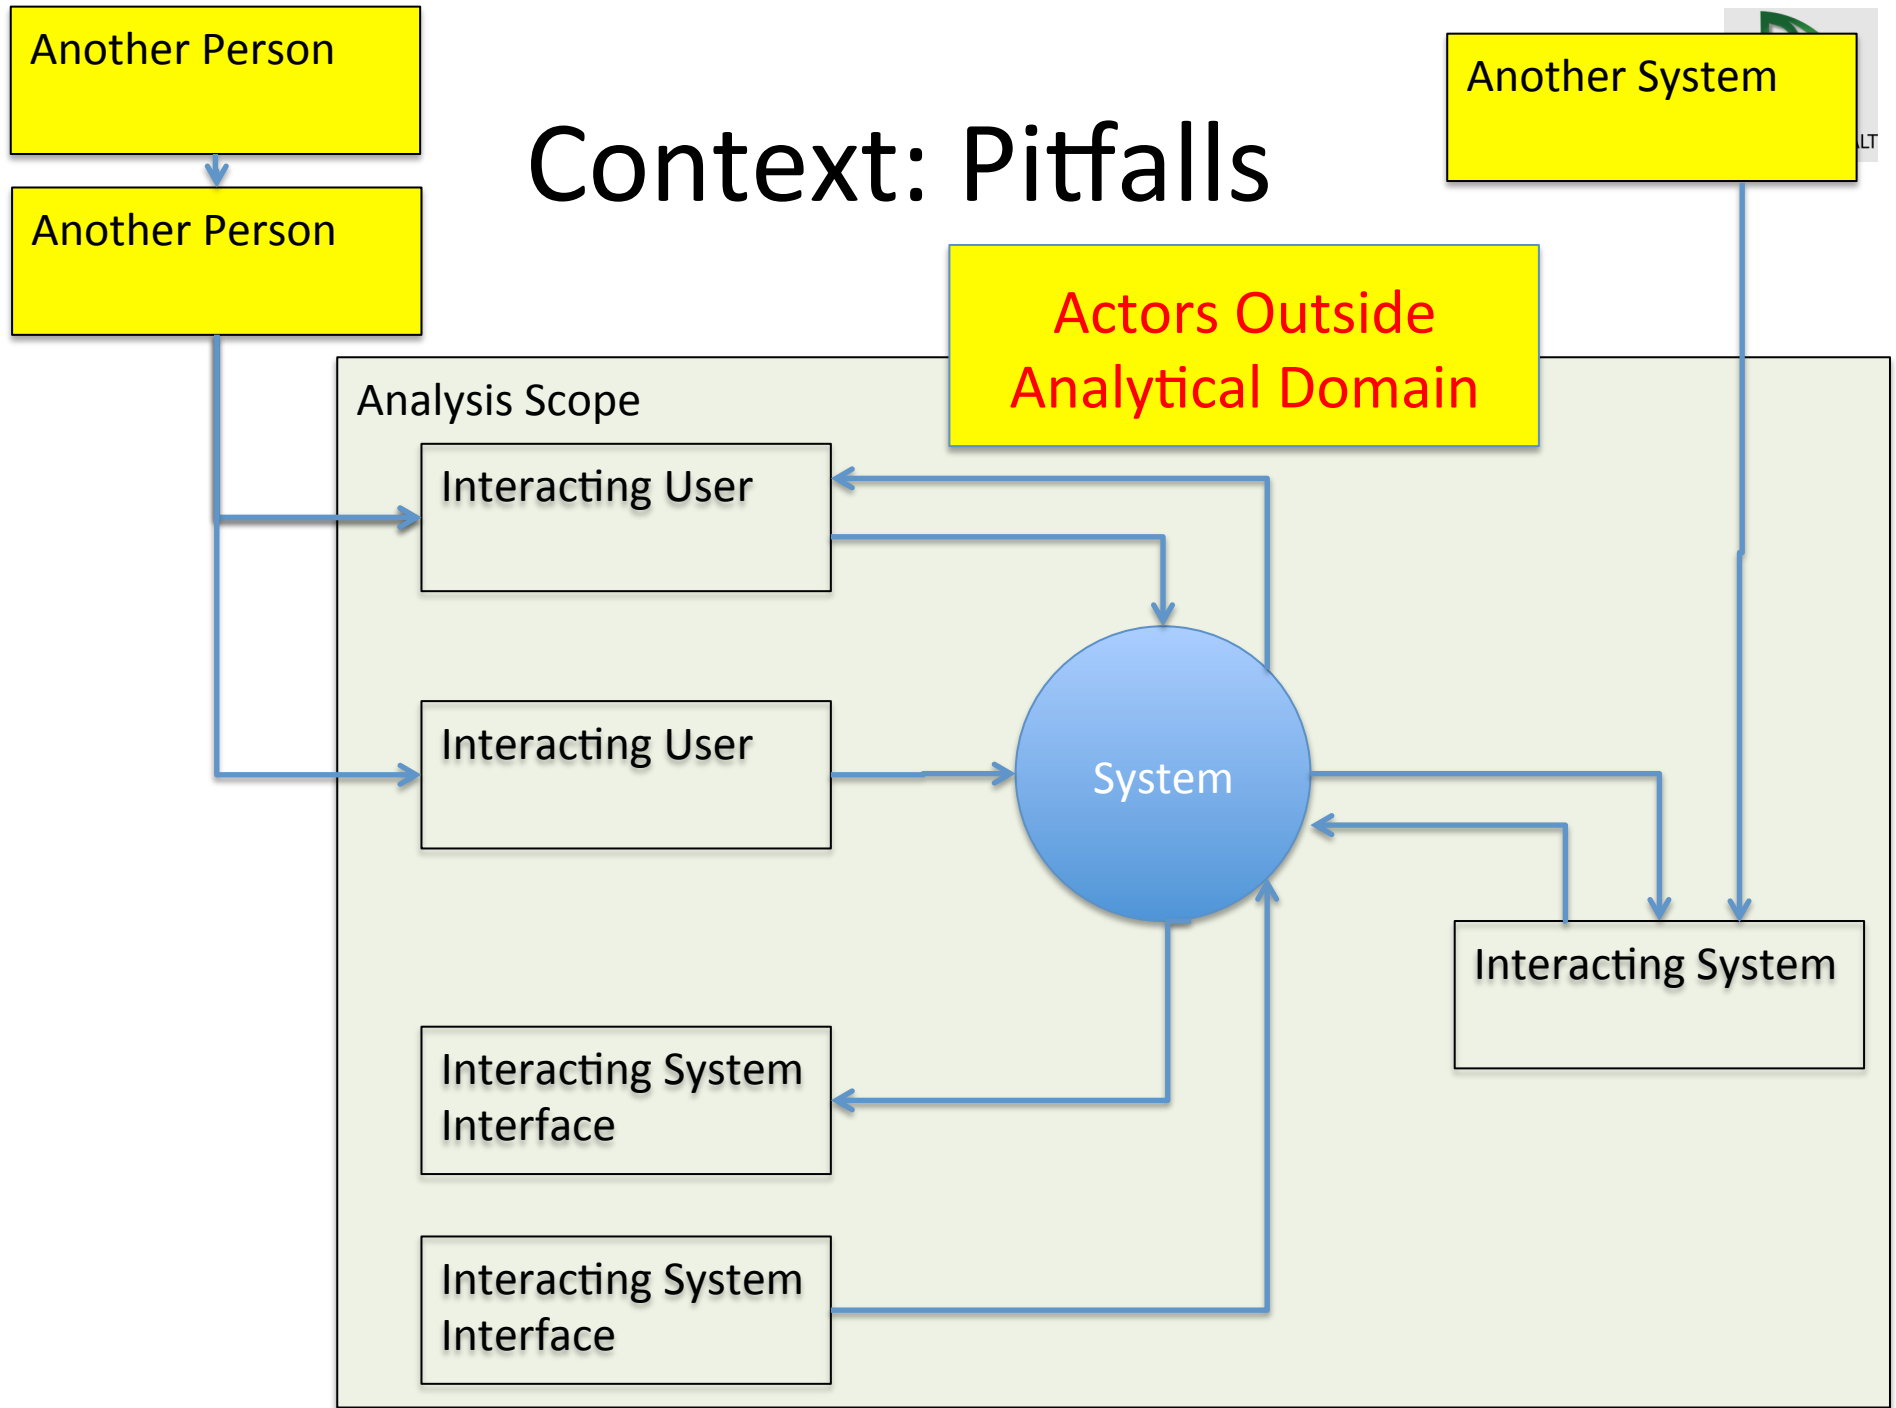 Another Person
Another System
Context: Pitfalls
Another Person
Actors Outside
Analytical Domain
Analysis Scope
Interacting User
Interacting User
System
Interacting System
Interacting System
Interface
Interacting System
Interface